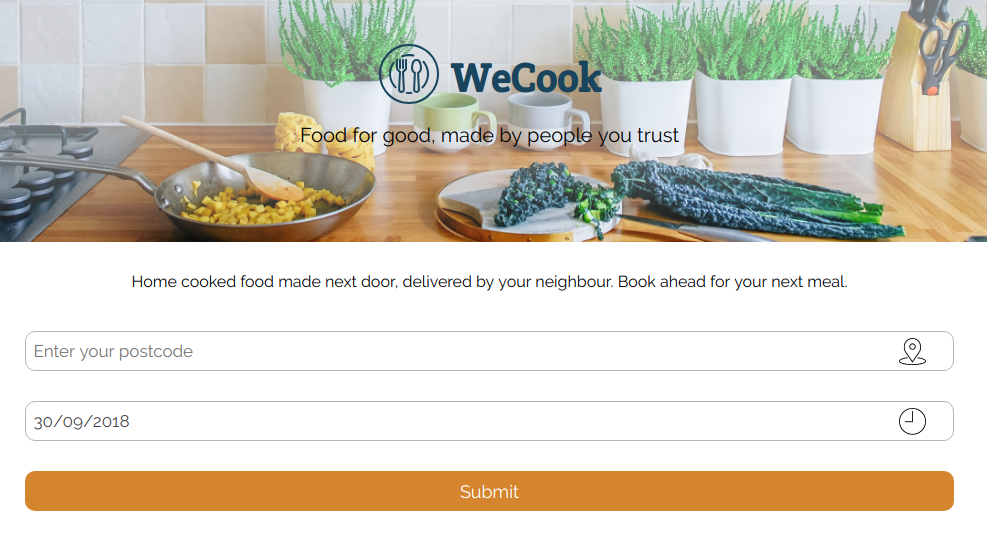 WeCook
Food for good, made by people you trust
Home cooked food made next door, delivered by your neighbour. Book ahead for your next meal.
Enter your postcode
30/09/2018
Submit